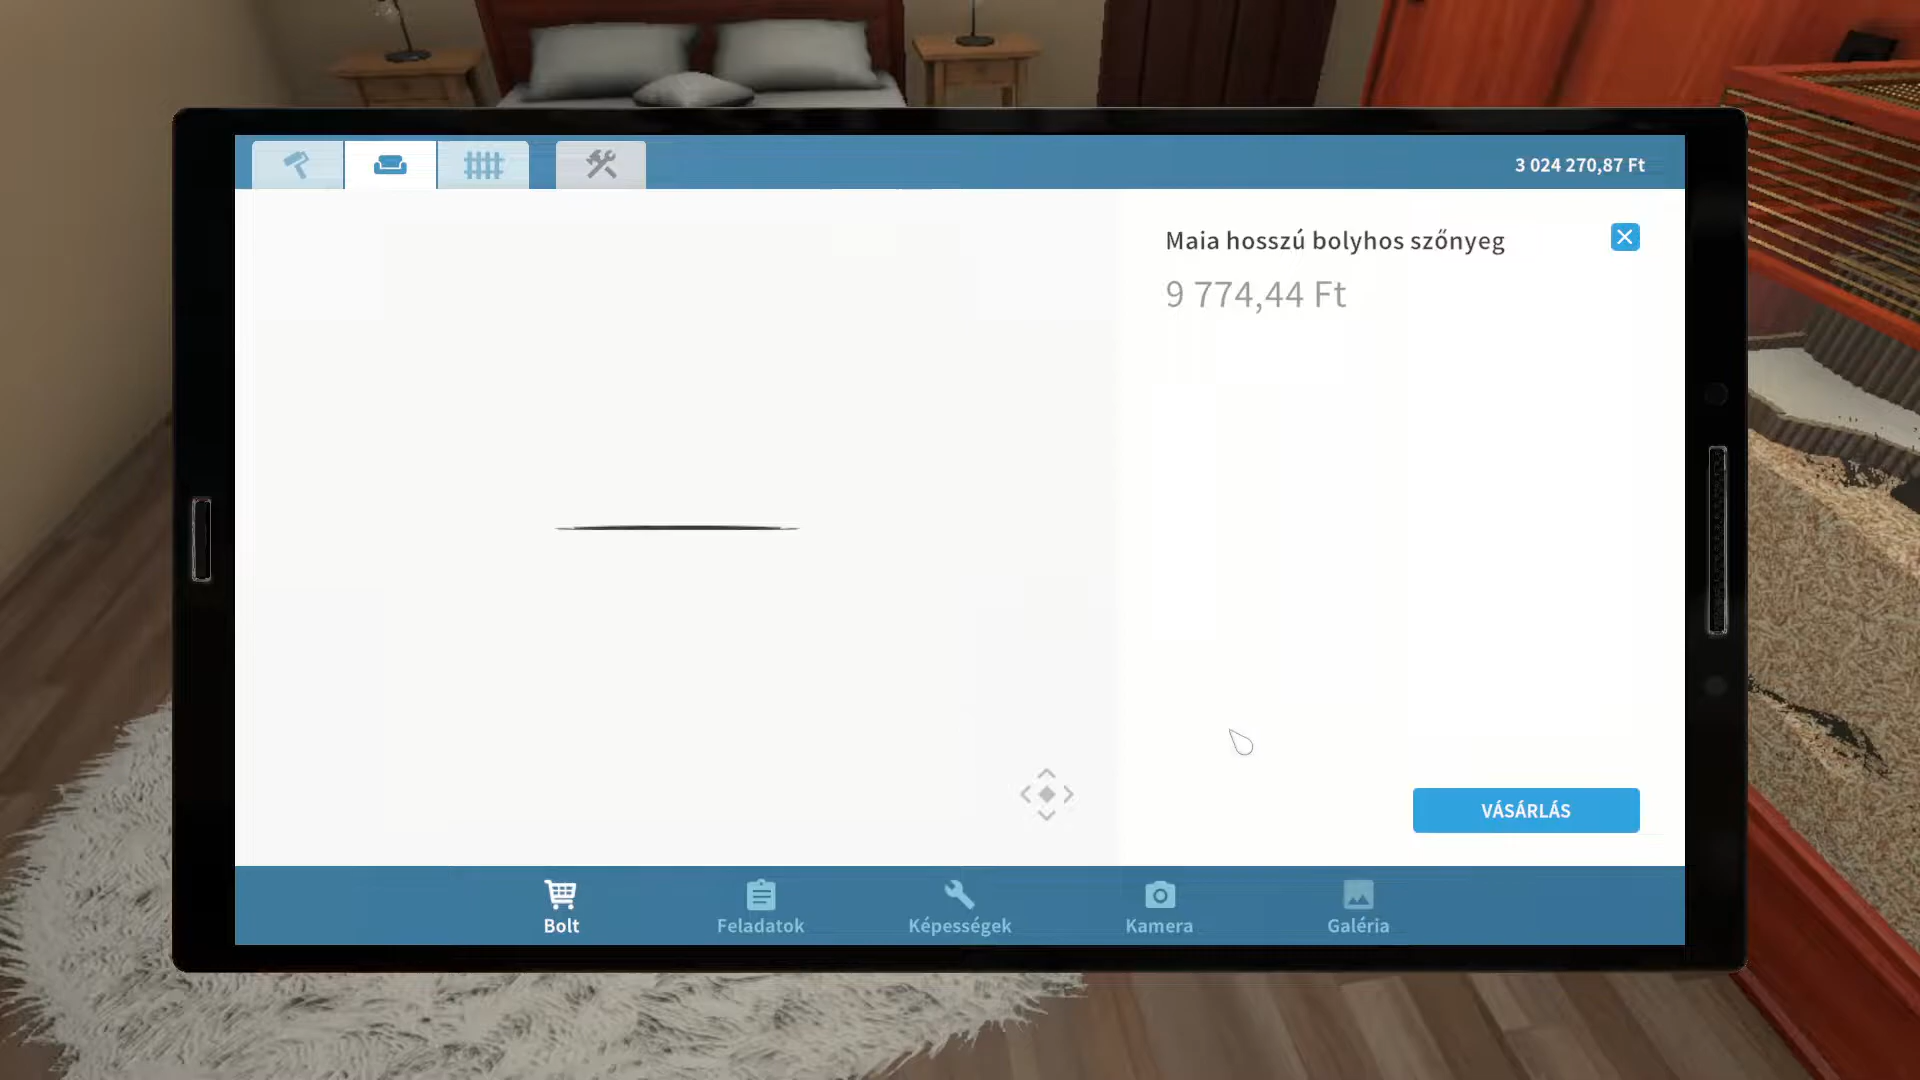 3 024 270,87 Ft
Maia hosszú bolyhos szőnyeg
9 774,44 Ft
VÁSÁRLÁS
Bolt
Feladatok
Képességek
Kamera
Galéria